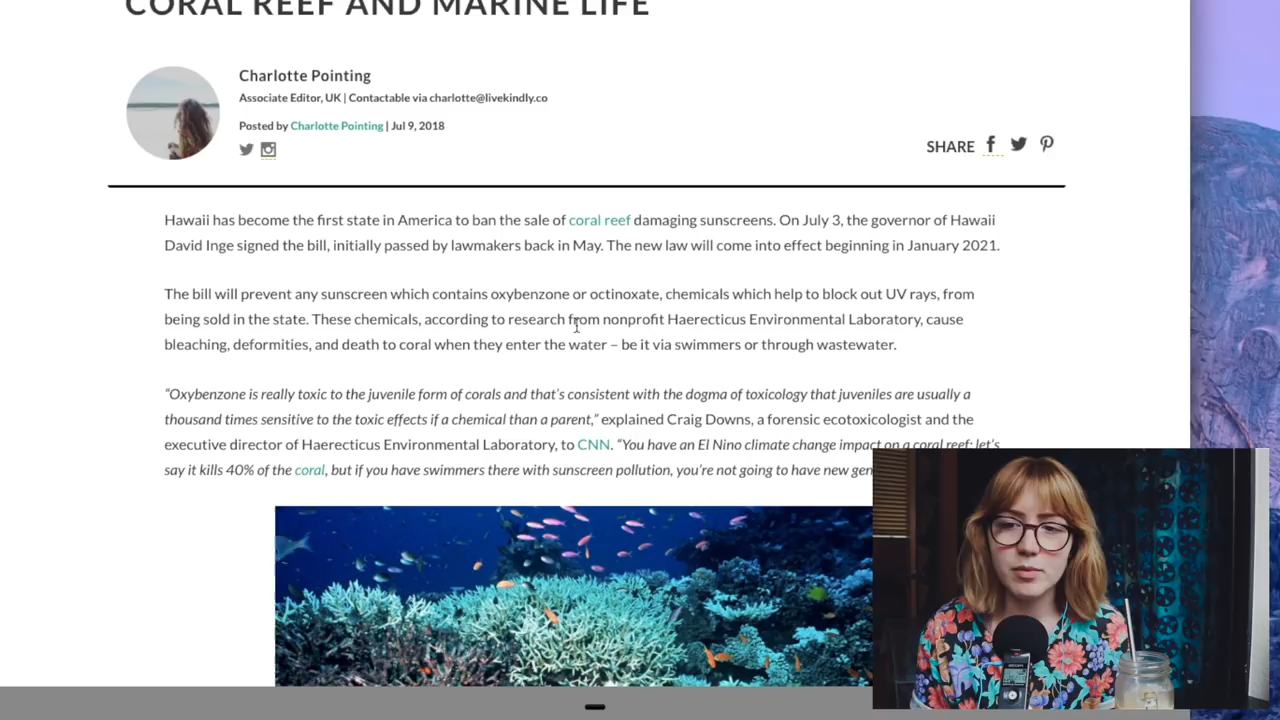 CORAL REEF AND MARINE LIFE
Charlotte Pointing
Associate Editor, UK | Contactable via charlotte@livekindly.co
Posted by Charlotte Pointing | Jul 9, 2018
SHARE
Hawaii has become the first state in America to ban the sale of coral reef damaging sunscreens. On July 3, the governor of Hawaii
David Inge signed the bill, initially passed by lawmakers back in May. The new law will come into effect beginning in January 2021.
The bill will prevent any sunscreen which contains oxybenzone or octinoxate, chemicals which help to block out UV rays, from
being sold in the state. These chemicals, according to research from nonprofit Haerecticus Environmental Laboratory, cause
bleaching, deformities, and death to coral when they enter the water – be it via swimmers or through wastewater.
“Oxybenzone is really toxic to the juvenile form of corals and that’s consistent with the dogma of toxicology that juveniles are usually a
thousand times sensitive to the toxic effects if a chemical than a parent,” explained Craig Downs, a forensic ecotoxicologist and the
executive director of Haerecticus Environmental Laboratory, to CNN. “You have an El Nino climate change impact on a coral reef; let’s
say it kills 40% of the coral, but if you have swimmers there with sunscreen pollution, you’re not going to have new